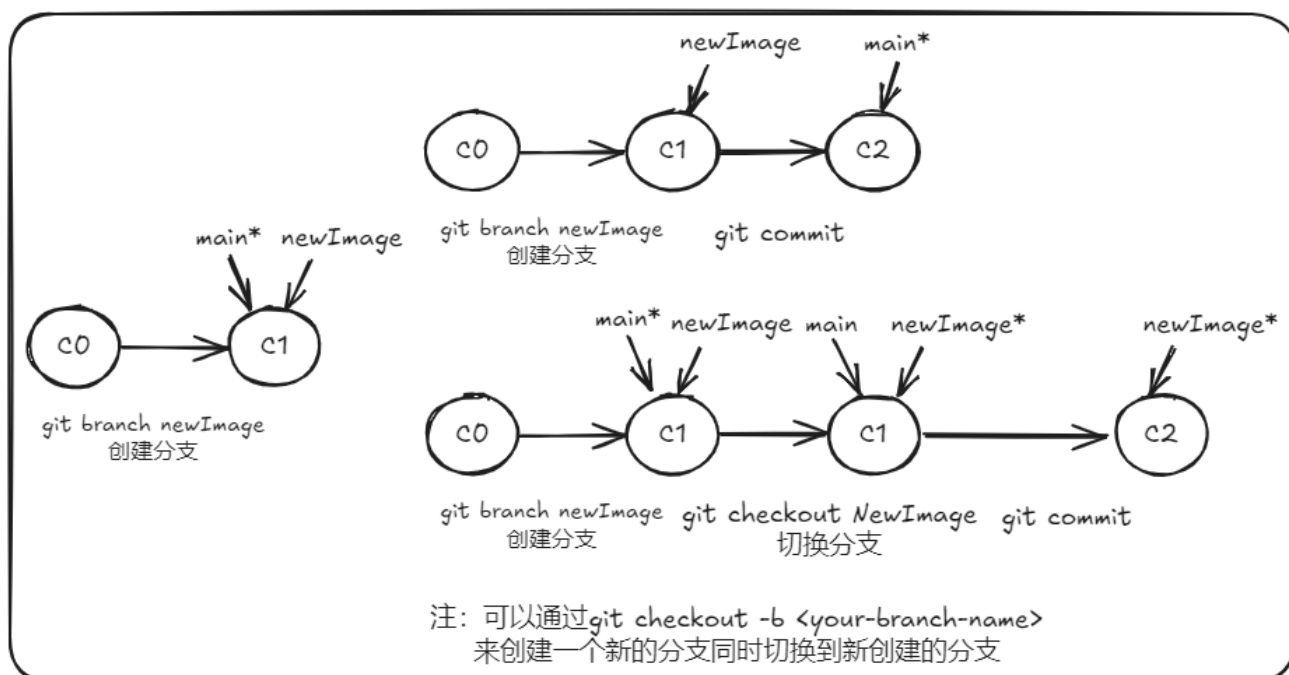 newImage main*
C0 C1 C2
git branch newImage git commit
创建分支
main* newImage
C0 C1
git branch newImage
创建分支
main* newImage main newImage* newImage*
C0 C1 C1 C2
git branch newImage git checkout NewImage git commit
创建分支 切换分支
注：可以通过git checkout -b <your-branch-name>
来创建一个新的分支同时切换到新创建的分支